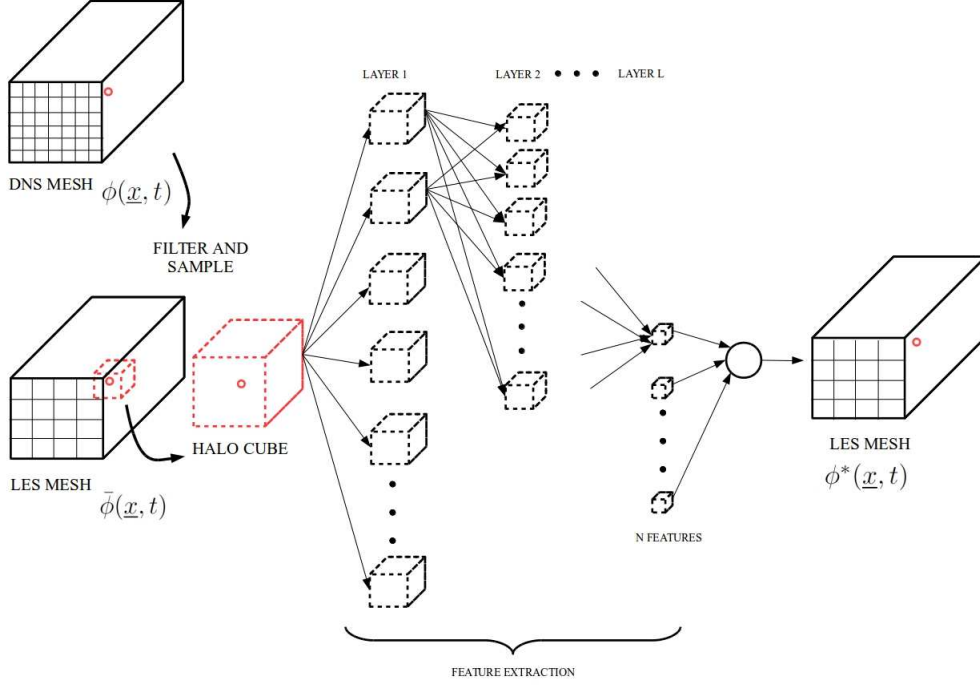 LAYER 1
LAYER 2
LAYER L
DNS MESH
ϕ(x, t)
FILTER AND
SAMPLE
HALO CUBE
LES MESH
ϕ̄(x, t)
LES MESH
ϕ*(x, t)
N FEATURES
FEATURE EXTRACTION